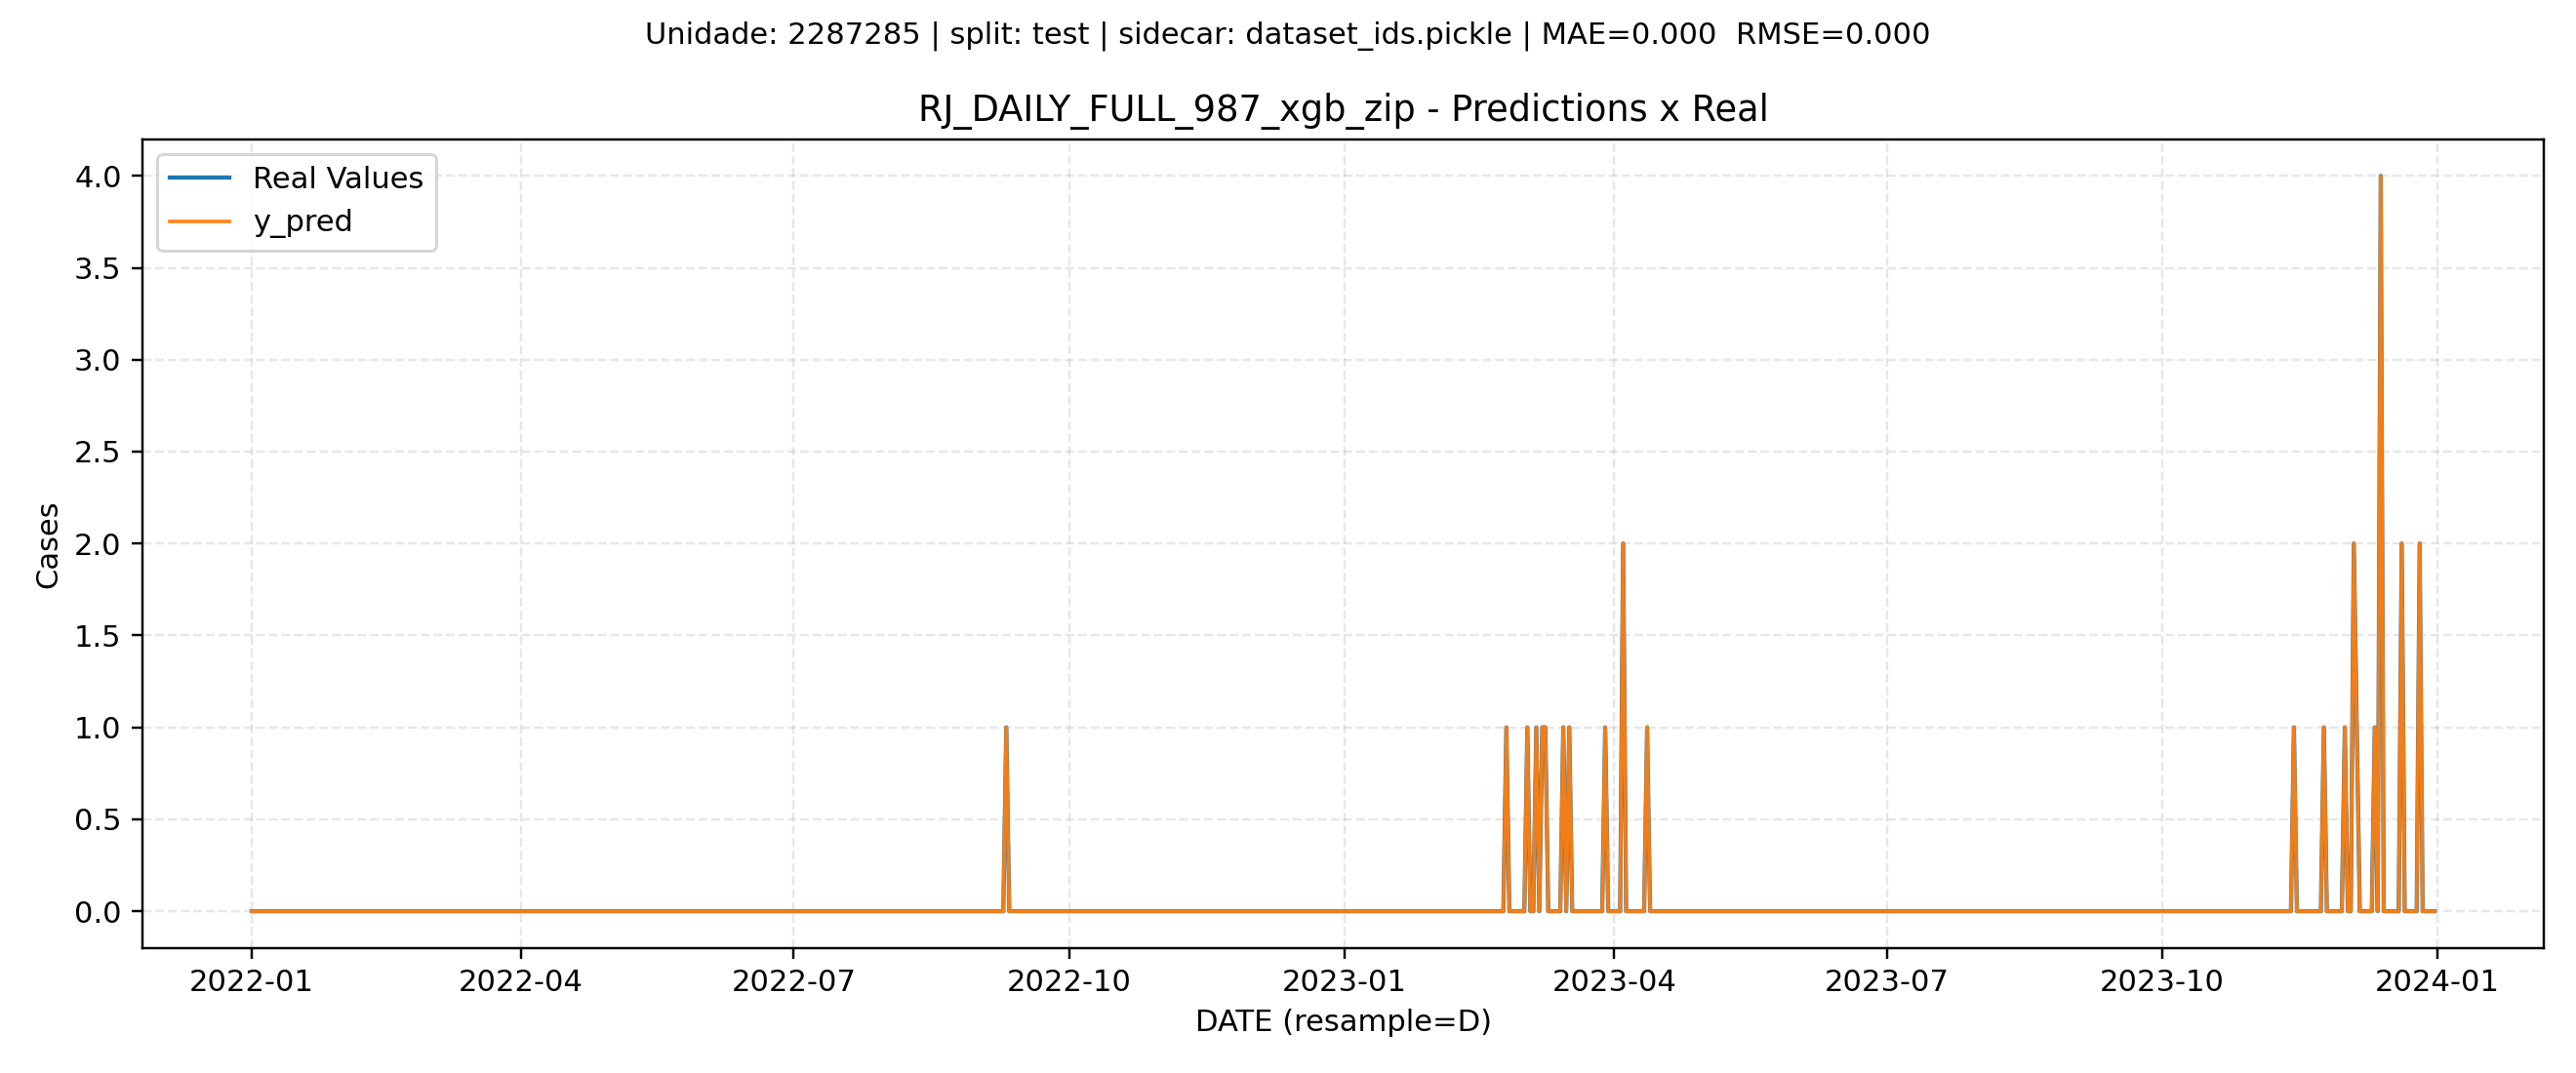 Unidade: 2287285 | split: test | sidecar: dataset_ids.pickle | MAE=0.000  RMSE=0.000
RJ_DAILY_FULL_987_xgb_zip - Predictions x Real
Real Values
y_pred
4.0
3.5
3.0
2.5
2.0
1.5
1.0
0.5
0.0
Cases
2022-01 2022-04 2022-07 2022-10 2023-01 2023-04 2023-07 2023-10 2024-01
DATE (resample=D)